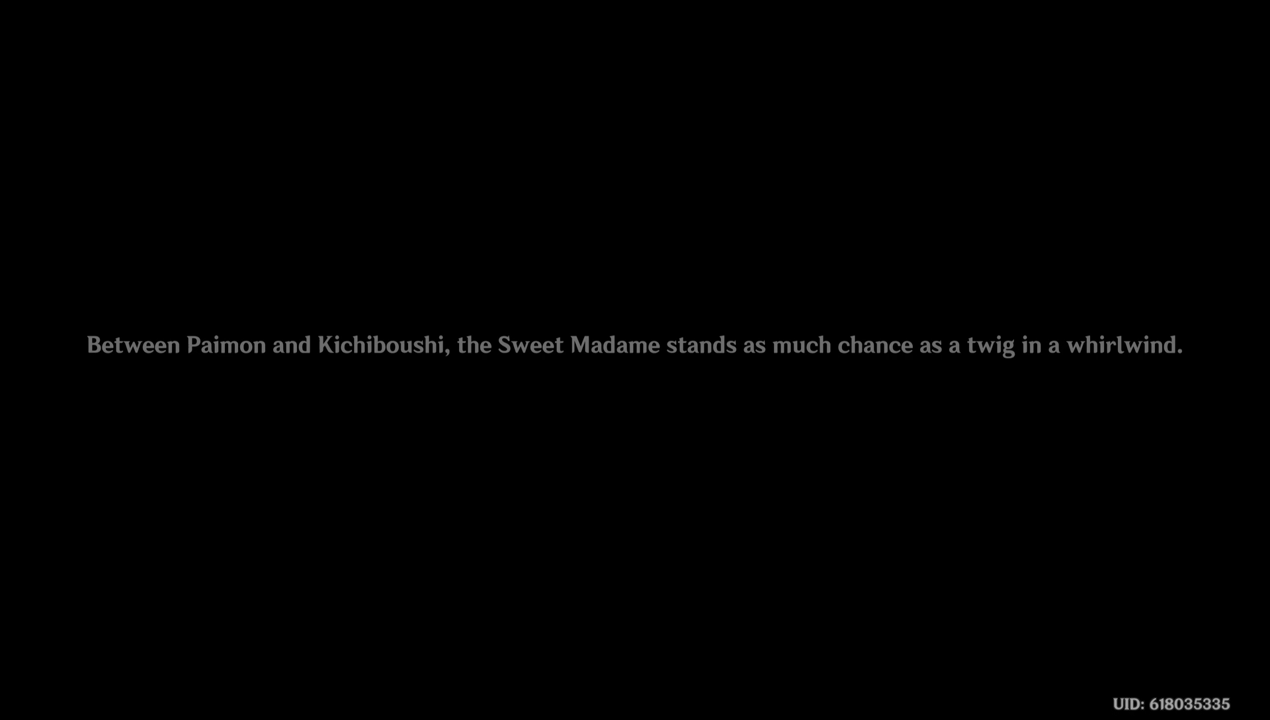 Between Paimon and Kichiboushi, the Sweet Madame stands as much chance as a twig in a whirlwind.
UID: 618035335